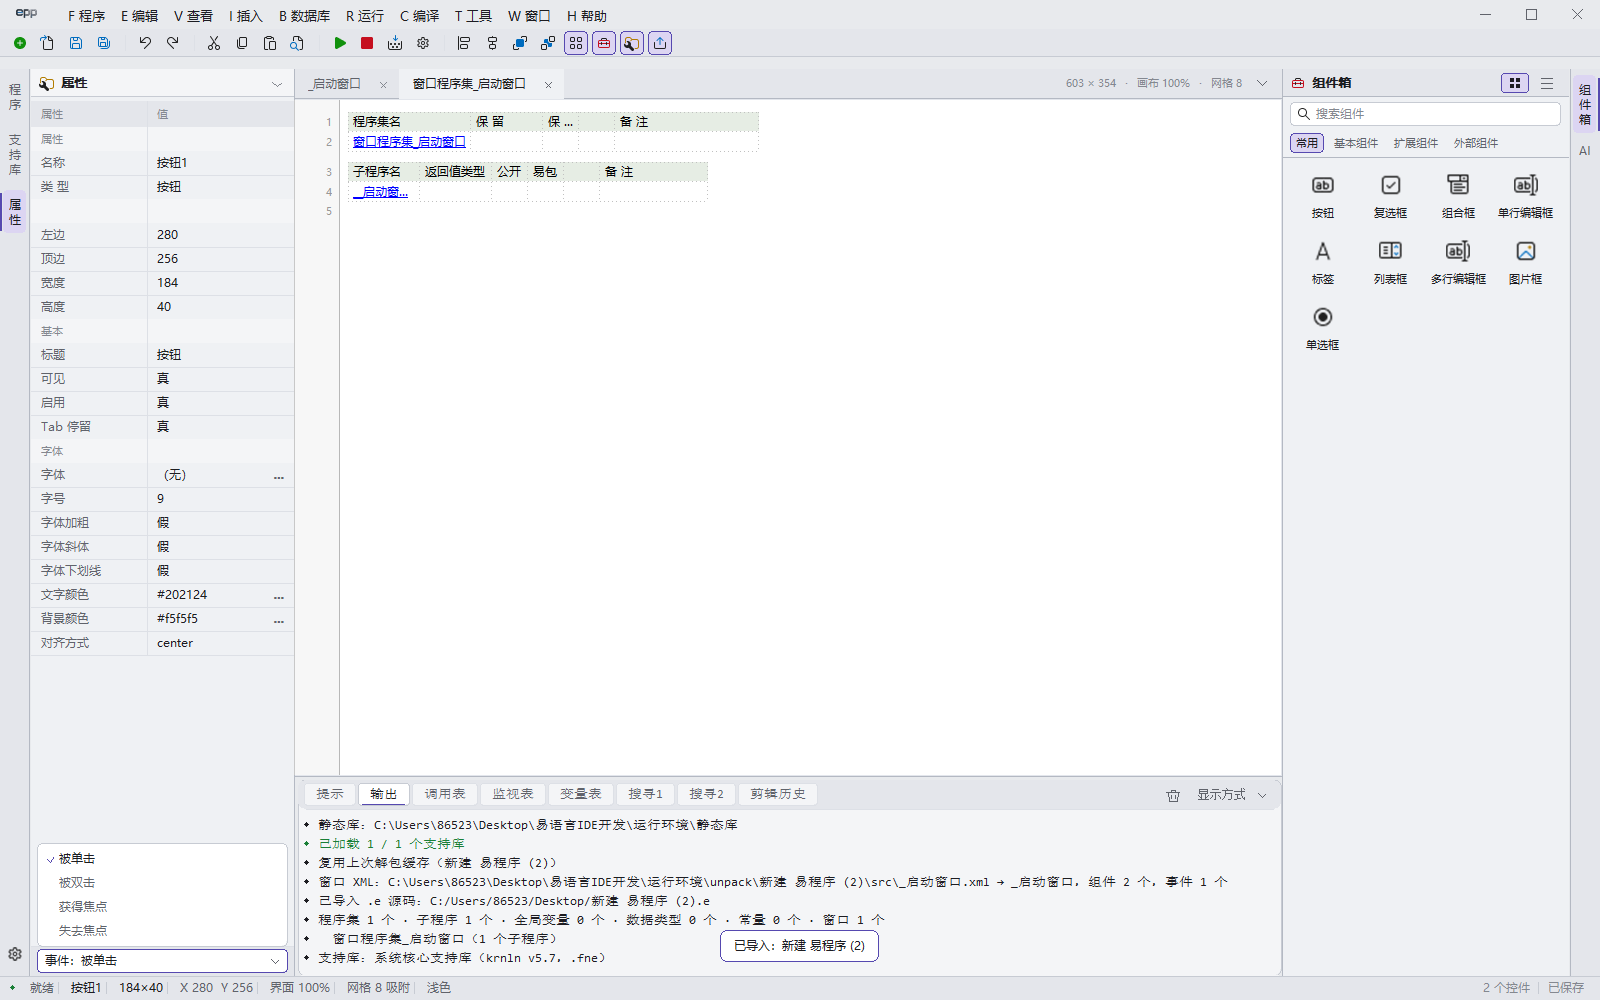 epp F 程序 E 编辑 V 查看 I 插入 B 数据库 R 运行 C 编译 T 工具 W 窗口 H 帮助
程序
支持库
属性
属性
属性 值
属性
名称 按钮1
类 型 按钮
左边 280
顶边 256
宽度 184
高度 40
基本
标题 按钮
可见 真
启用 真
Tab 停留 真
字体
字体 （无） ...
字号 9
字体加粗 假
字体斜体 假
字体下划线 假
文字颜色 #202124 ...
背景颜色 #f5f5f5 ...
对齐方式 center
被单击
被双击
获得焦点
失去焦点
事件：被单击
_启动窗口 ×
窗口程序集_启动窗口 ×
603 × 354 · 画布 100% · 网格 8
1 程序集名 保 留 保 ... 备 注
2 窗口程序集_启动窗口
3 子程序名 返回值类型 公开 易包 备 注
4 __启动窗...
5
提示 输出 调用表 监视表 变量表 搜寻1 搜寻2 剪辑历史 显示方式
静态库: C:\Users\86523\Desktop\易语言IDE开发\运行环境\静态库
已加载 1 / 1 个支持库
复用上次解包缓存（新建 易程序 (2)）
窗口 XML: C:\Users\86523\Desktop\易语言IDE开发\运行环境\unpack\新建 易程序 (2)\src\_启动窗口.xml → _启动窗口, 组件 2 个, 事件 1 个
已导入 .e 源码: C:/Users/86523/Desktop/新建 易程序 (2).e
程序集 1 个 · 子程序 1 个 · 全局变量 0 个 · 数据类型 0 个 · 常量 0 个 · 窗口 1 个
窗口程序集_启动窗口（1 个子程序）
支持库: 系统核心支持库（krnln v5.7, .fne）
已导入：新建 易程序 (2)
组件箱
搜索组件
常用 基本组件 扩展组件 外部组件
按钮 复选框 组合框 单行编辑框
标签 列表框 多行编辑框 图片框
单选框
组件箱
AI
就绪 按钮1 184×40 X 280 Y 256 界面 100% 网格 8 吸附 浅色 2 个控件 已保存